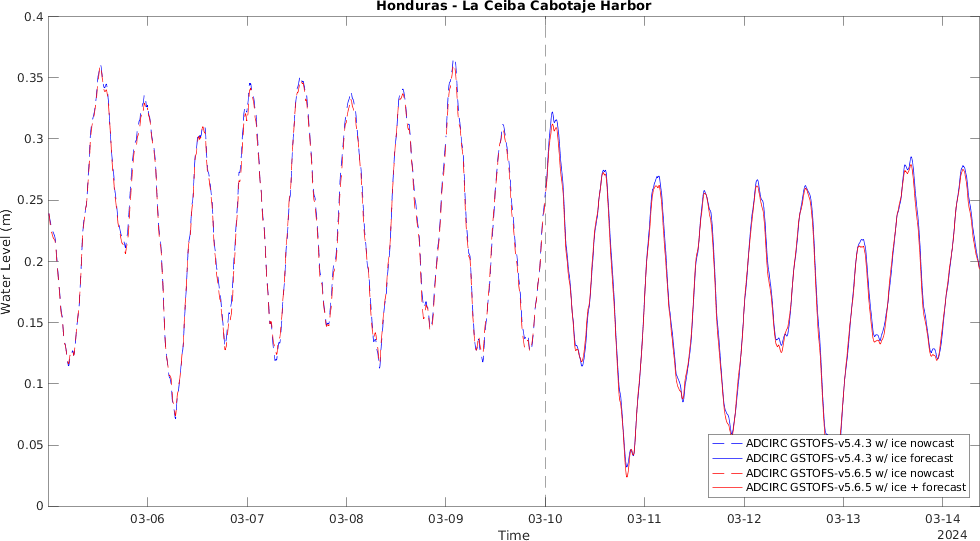 Honduras - La Ceiba Cabotaje Harbor
0.4
0.35
0.3
0.25
0.2
0.15
0.1
0.05
0
Water Level (m)
03-06 03-07 03-08 03-09 03-10 03-11 03-12 03-13 03-14
Time
2024
ADCIRC GSTOFS-v5.4.3 w/ ice nowcast
ADCIRC GSTOFS-v5.4.3 w/ ice forecast
ADCIRC GSTOFS-v5.6.5 w/ ice nowcast
ADCIRC GSTOFS-v5.6.5 w/ ice + forecast